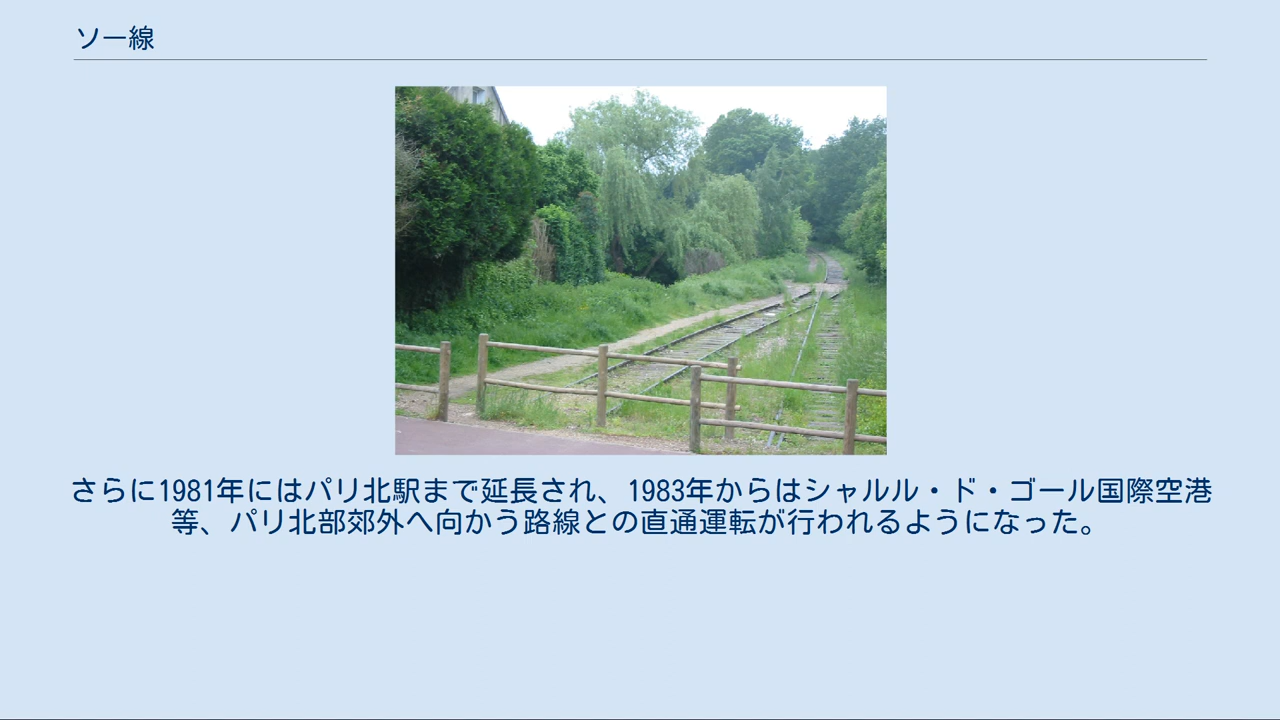 ソー線
さらに1981年にはパリ北駅まで延長され、1983年からはシャルル・ド・ゴール国際空港
等、パリ北部郊外へ向かう路線との直通運転が行われるようになった。